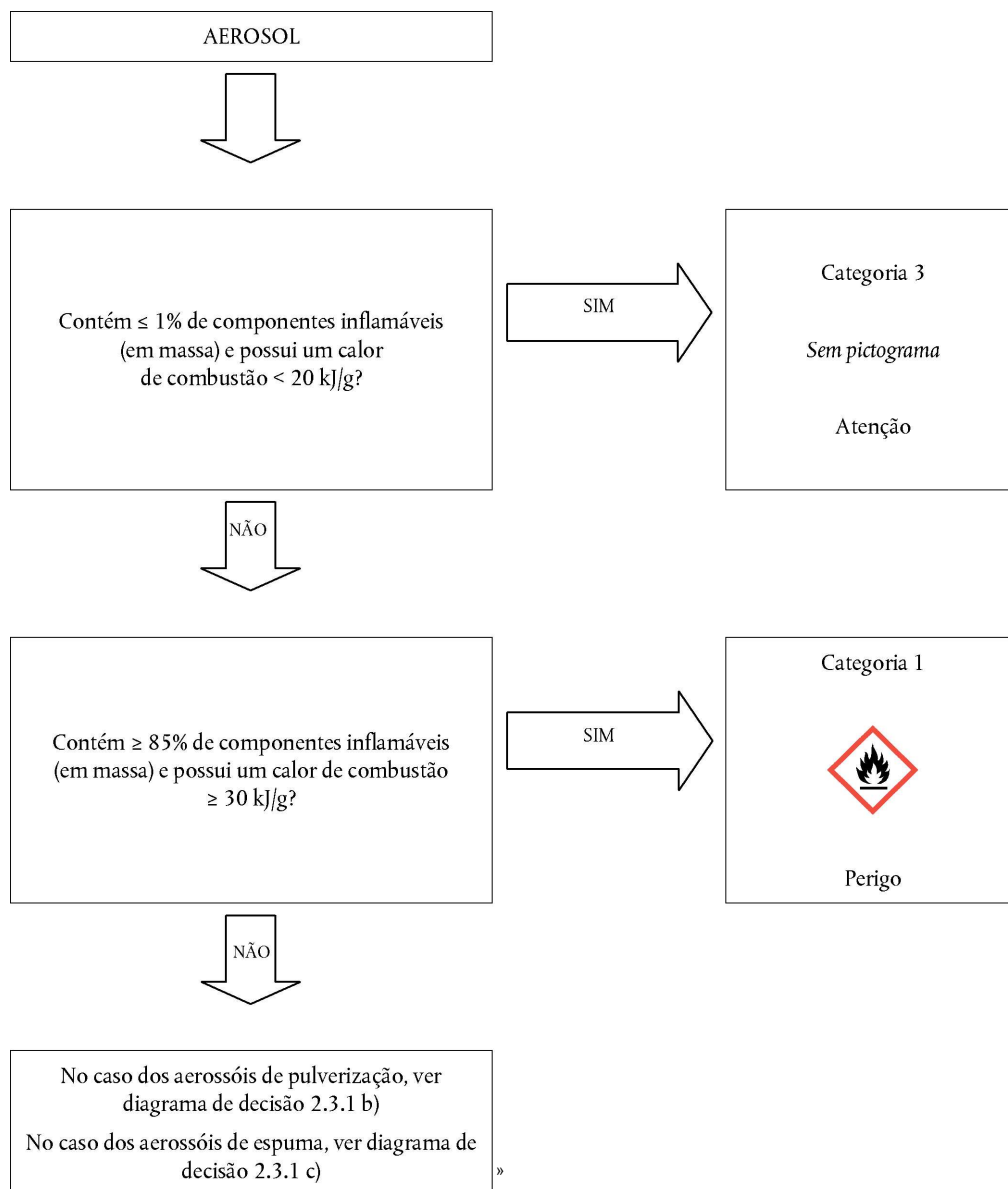 AEROSOL
Contém ≤ 1% de componentes inflamáveis
(em massa) e possui um calor
de combustão < 20 kJ/g?
SIM
Categoria 3
Sem pictograma
Atenção
NÃO
Contém ≥ 85% de componentes inflamáveis
(em massa) e possui um calor de combustão
≥ 30 kJ/g?
SIM
Categoria 1
Perigo
NÃO
No caso dos aerossóis de pulverização, ver
diagrama de decisão 2.3.1 b)
No caso dos aerossóis de espuma, ver diagrama de
decisão 2.3.1 c)
»